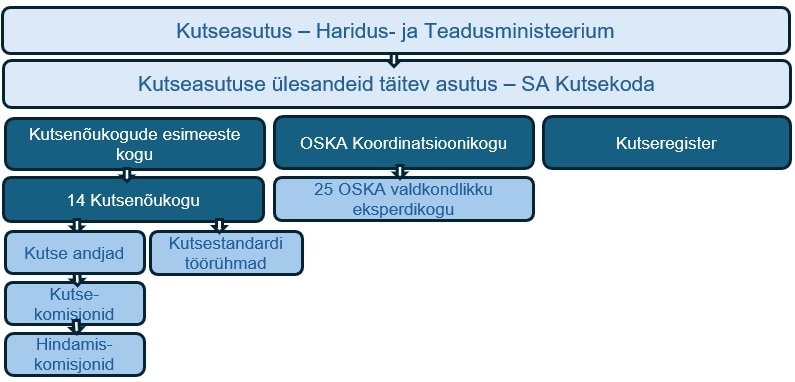 Kutseasutus – Haridus- ja Teadusministeerium
Kutseasutuse ülesandeid täitev asutus – SA Kutsekoda
Kutsenõukogude esimeeste
kogu
OSKA Koordinatsioonikogu
Kutseregister
14 Kutsenõukogu
25 OSKA valdkondlikku
eksperdikogu
Kutse andjad
Kutsestandardi
töörühmad
Kutse-
komisjonid
Hindamis-
komisjonid